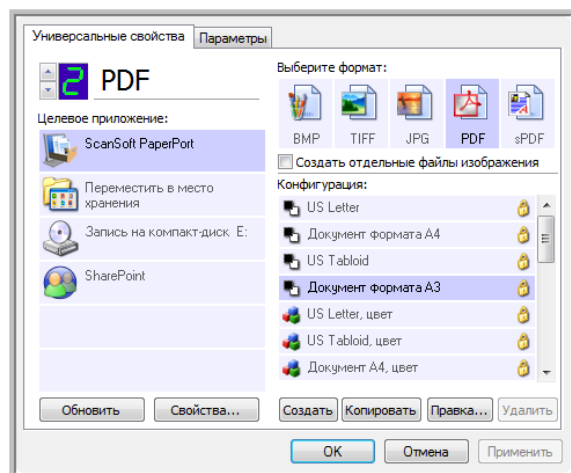 Универсальные свойства Параметры
2 PDF
Целевое приложение:
ScanSoft PaperPort
Переместить в место
хранения
Запись на компакт-диск E:
SharePoint
Обновить Свойства...
Выберите формат:
BMP TIFF JPG PDF sPDF
Создать отдельные файлы изображения
Конфигурация:
US Letter
Документ формата A4
US Tabloid
Документ формата A3
US Letter, цвет
US Tabloid, цвет
Документ A4, цвет
Создать Копировать Правка... Удалить
OK Отмена Применить